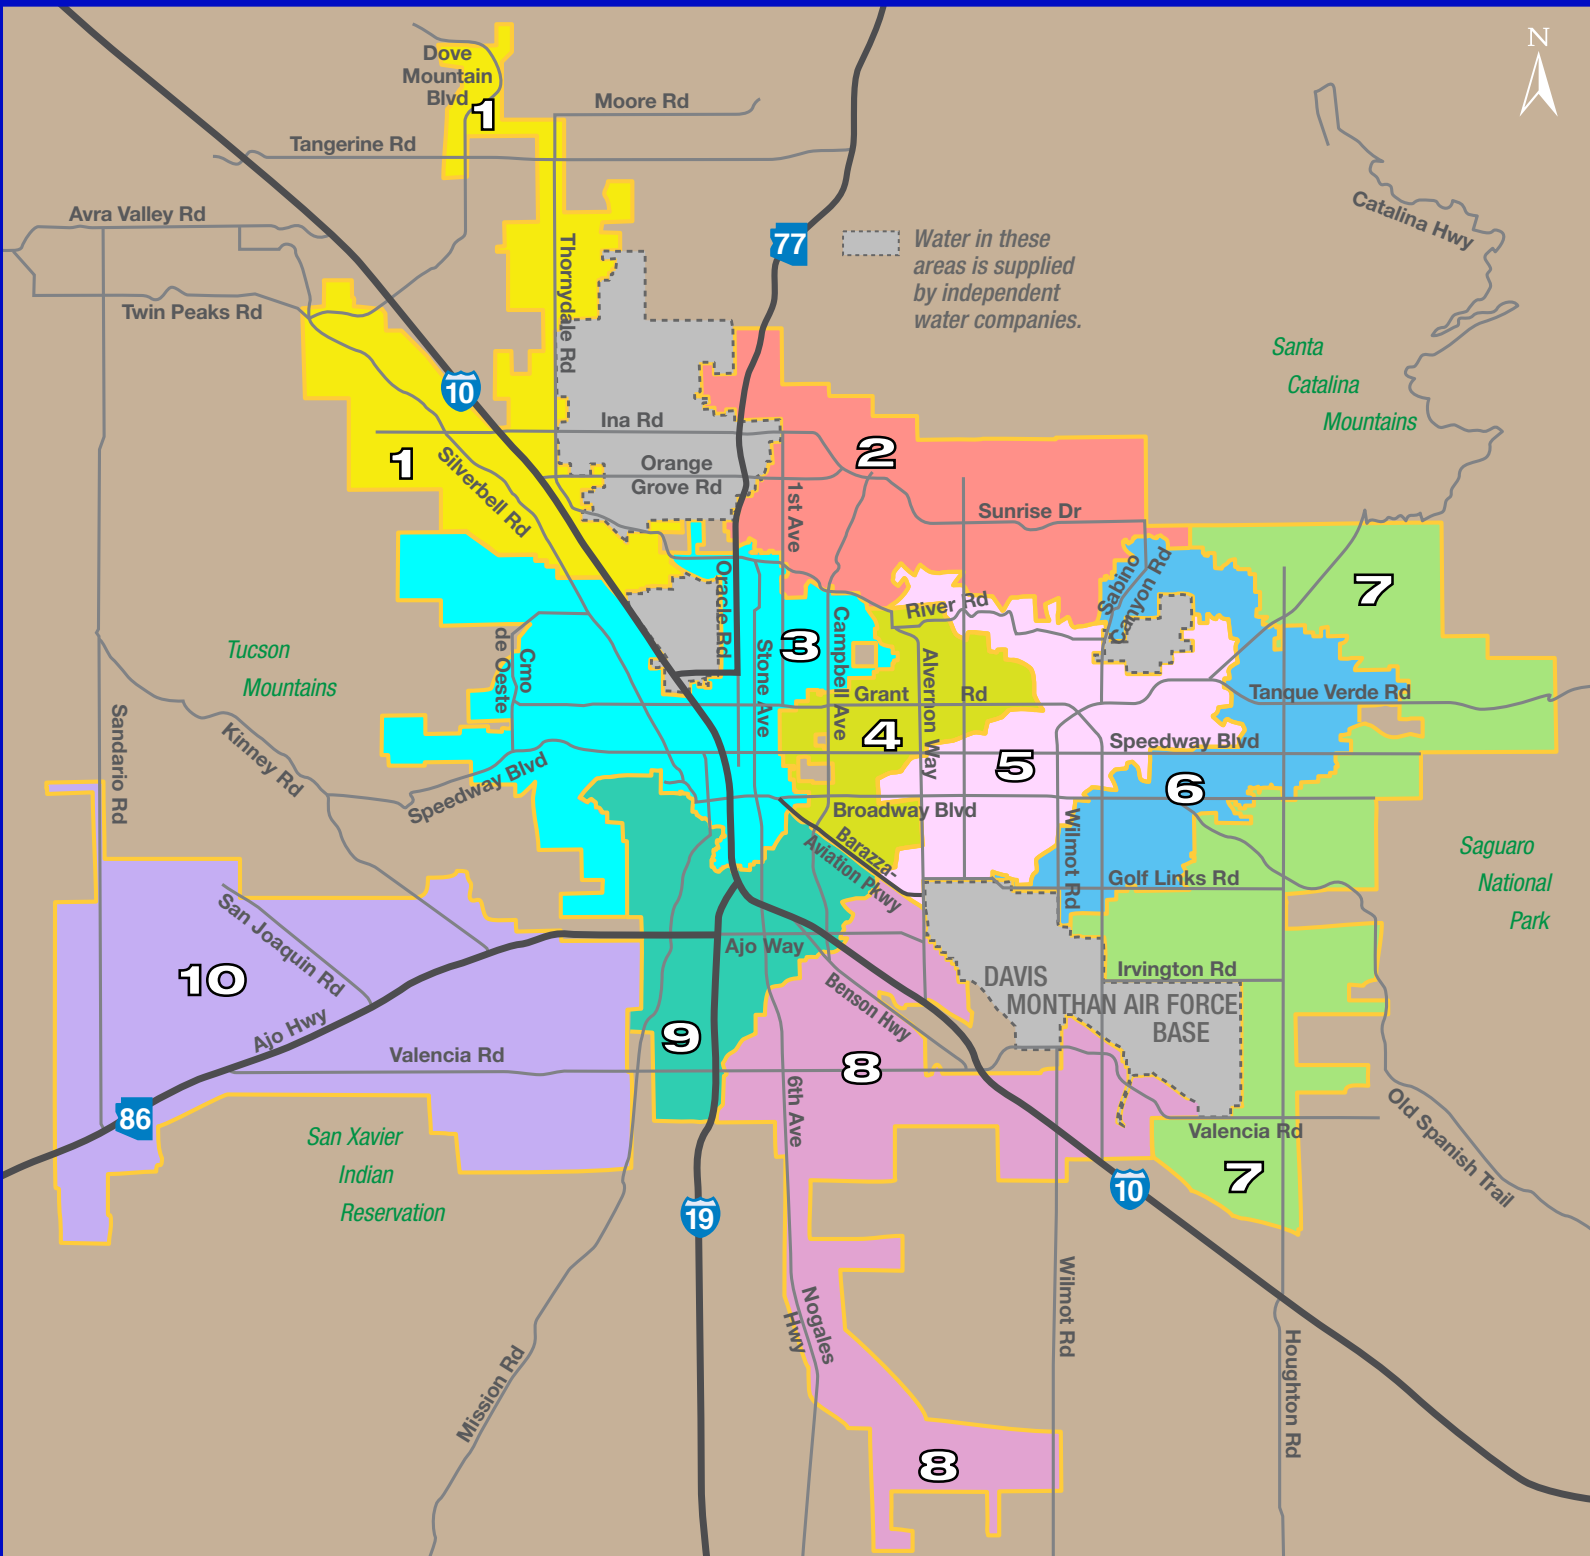 N
Dove
Mountain
Blvd
1
Moore Rd
Tangerine Rd
Avra Valley Rd
77
Water in these
areas is supplied
by independent
water companies.
Catalina Hwy
Thornydale Rd
Twin Peaks Rd
Santa
Catalina
Mountains
10
Ina Rd
2
1
Silverbell Rd
Orange
Grove Rd
1st Ave
Sunrise Dr
Oracle Rd
Sabino
Canyon Rd
7
River Rd
Tucson
Mountains
Cmo
de Oeste
3
Stone Ave
Campbell Ave
Alvernon Way
Grant Rd
Tanque Verde Rd
Sandario Rd
Kinney Rd
4
5
Speedway Blvd
Speedway Blvd
6
Broadway Blvd
Wilmot Rd
Barazza-
Aviation Pkwy
Golf Links Rd
Saguaro
National
Park
San Joaquin Rd
10
Ajo Way
Irvington Rd
DAVIS
MONTHAN AIR FORCE
BASE
Benson Hwy
Ajo Hwy
9
Valencia Rd
8
86
6th Ave
Valencia Rd
Old Spanish Trail
San Xavier
Indian
Reservation
7
10
19
Nogales
Hwy
Wilmot Rd
Houghton Rd
Mission Rd
8